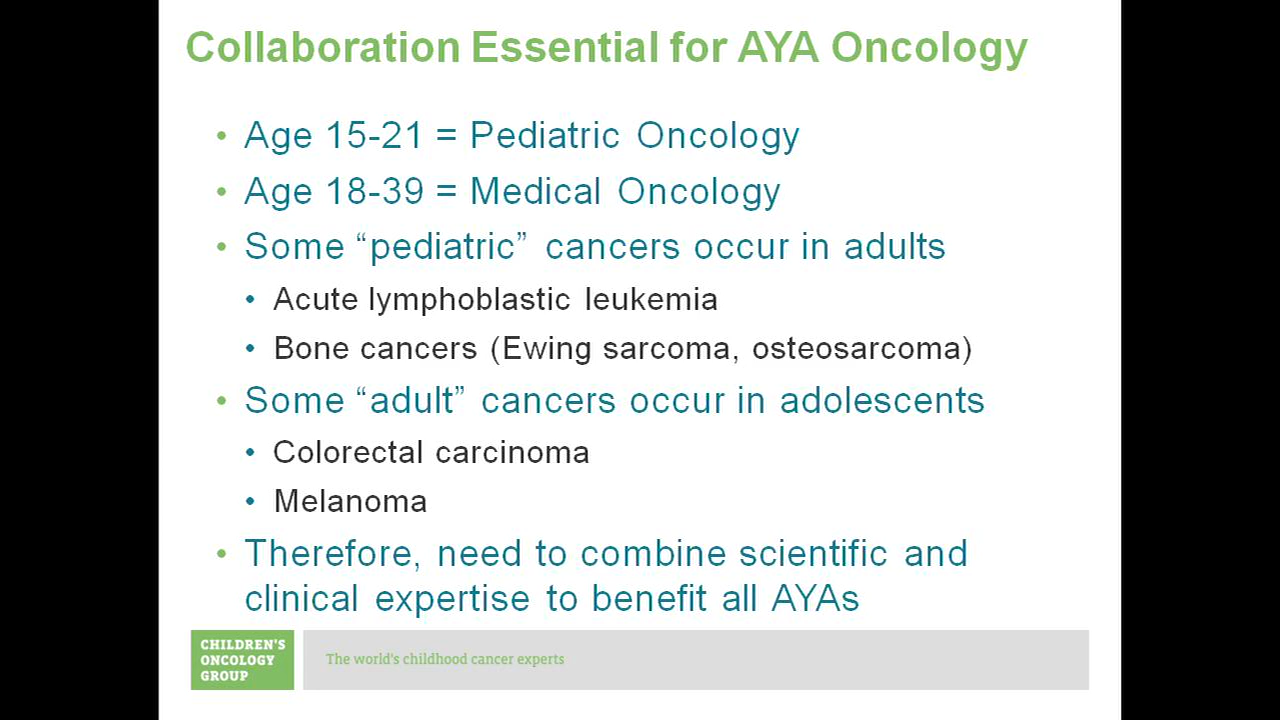 Collaboration Essential for AYA Oncology
• Age 15-21 = Pediatric Oncology
• Age 18-39 = Medical Oncology
• Some “pediatric” cancers occur in adults
• Acute lymphoblastic leukemia
• Bone cancers (Ewing sarcoma, osteosarcoma)
• Some “adult” cancers occur in adolescents
• Colorectal carcinoma
• Melanoma
• Therefore, need to combine scientific and
clinical expertise to benefit all AYAs
CHILDREN'S
ONCOLOGY
GROUP
The world's childhood cancer experts